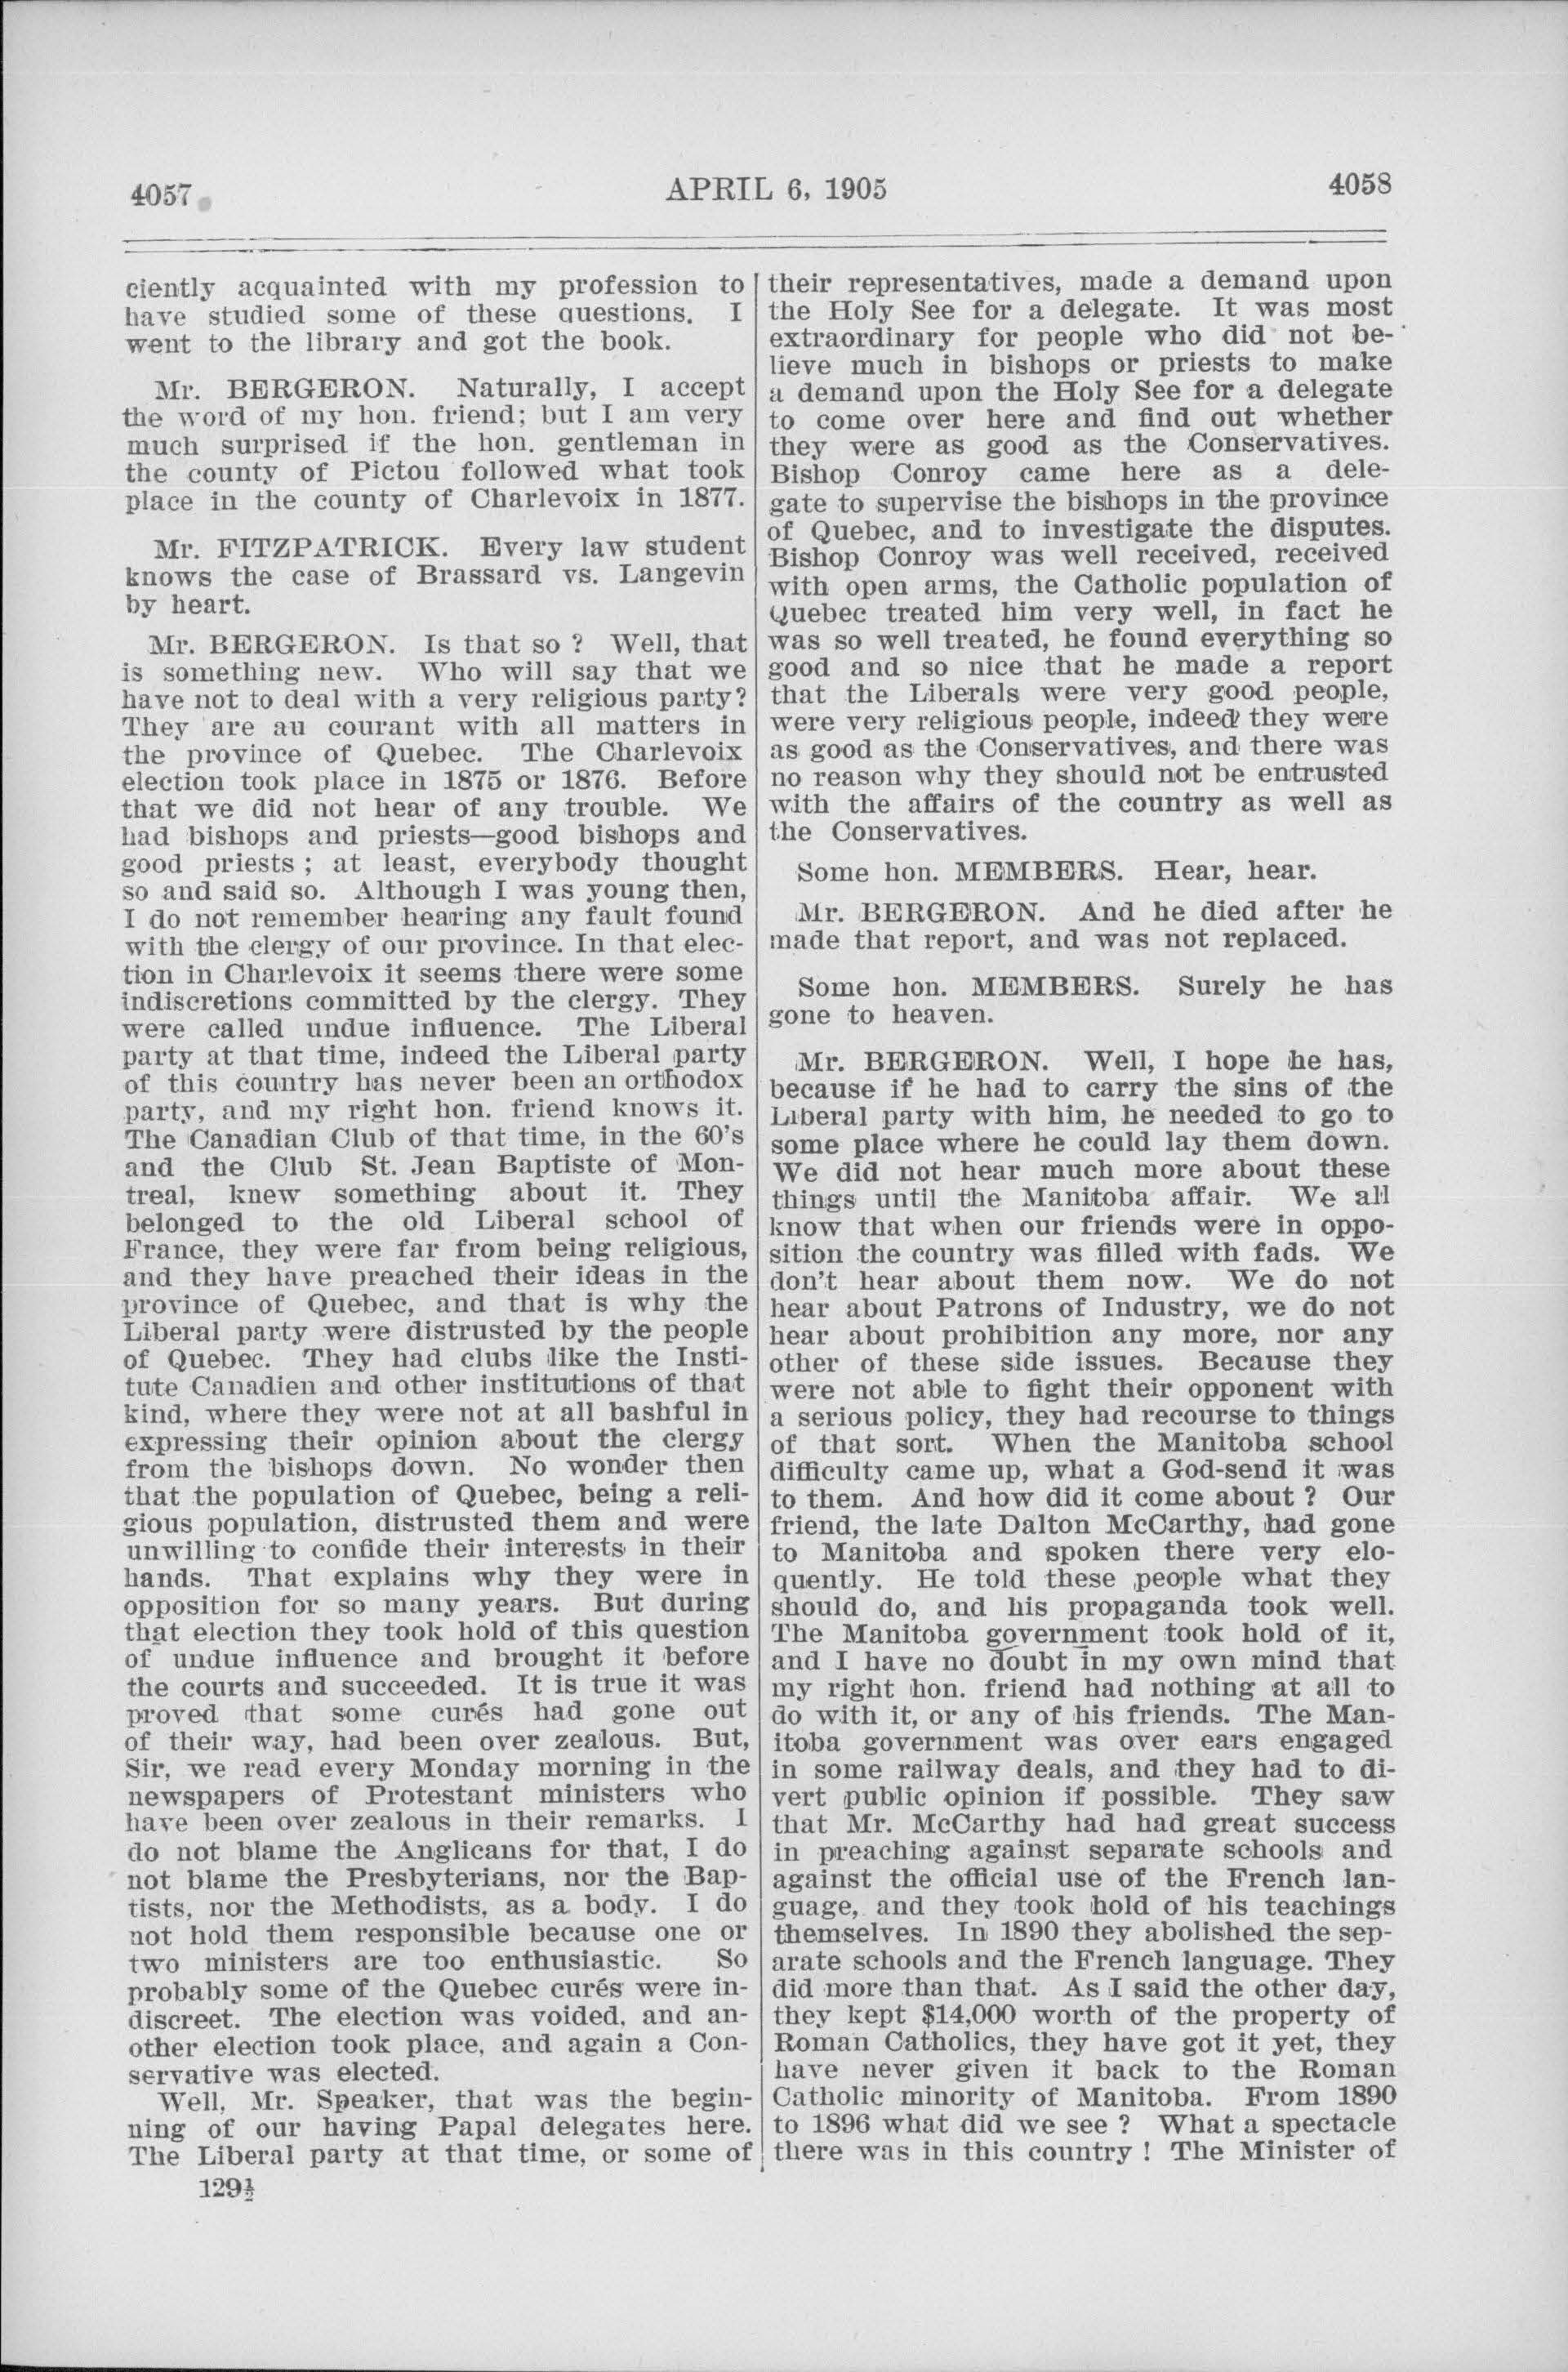 4057
APRIL 6, 1905
4058
ciently acquainted with my profession to
have studied some of these questions. I
went to the library and got the book.
Mr. BERGERON. Naturally, I accept
the word of my hon. friend; but I am very
much surprised if the hon. gentleman in
the county of Pictou followed what took
place in the county of Charlevoix in 1877.
Mr. FITZPATRICK. Every law student
knows the case of Brassard vs. Langevin
by heart.
Mr. BERGERON. Is that so ? Well, that
is something new. Who will say that we
have not to deal with a very religious party?
They are au courant with all matters in
the province of Quebec. The Charlevoix
election took place in 1875 or 1876. Before
that we did not hear of any trouble. We
had bishops and priests—good bishops and
good priests ; at least, everybody thought
so and said so. Although I was young then,
I do not remember hearing any fault found
with the clergy of our province. In that elec-
tion in Charlevoix it seems there were some
indiscretions committed by the clergy. They
were called undue influence. The Liberal
party at that time, indeed the Liberal party
of this country has never been an orthodox
party, and my right hon. friend knows it.
The Canadian Club of that time, in the 60's
and the Club St. Jean Baptiste of Mon-
treal, knew something about it. They
belonged to the old Liberal school of
France, they were far from being religious,
and they have preached their ideas in the
province of Quebec, and that is why the
Liberal party were distrusted by the people
of Quebec. They had clubs like the Insti-
tute Canadien and other institutions of that
kind, where they were not at all bashful in
expressing their opinion about the clergy
from the bishops down. No wonder then
that the population of Quebec, being a reli-
gious population, distrusted them and were
unwilling to confide their interests in their
hands. That explains why they were in
opposition for so many years. But during
that election they took hold of this question
of undue influence and brought it before
the courts and succeeded. It is true it was
proved that some curés had gone out
of their way, had been over zealous. But,
Sir, we read every Monday morning in the
newspapers of Protestant ministers who
have been over zealous in their remarks. I
do not blame the Anglicans for that, I do
not blame the Presbyterians, nor the Bap-
tists, nor the Methodists, as a body. I do
not hold them responsible because one or
two ministers are too enthusiastic. So
probably some of the Quebec curés were in-
discreet. The election was voided, and an-
other election took place, and again a Con-
servative was elected.
Well, Mr. Speaker, that was the begin-
ning of our having Papal delegates here.
The Liberal party at that time, or some of
129½
their representatives, made a demand upon
the Holy See for a delegate. It was most
extraordinary for people who did not be-
lieve much in bishops or priests to make
a demand upon the Holy See for a delegate
to come over here and find out whether
they were as good as the Conservatives.
Bishop Conroy came here as a dele-
gate to supervise the bishops in the province
of Quebec, and to investigate the disputes.
Bishop Conroy was well received, received
with open arms, the Catholic population of
Quebec treated him very well, in fact he
was so well treated, he found everything so
good and so nice that he made a report
that the Liberals were very good people,
were very religious people, indeed they were
as good as the Conservatives, and there was
no reason why they should not be entrusted
with the affairs of the country as well as
the Conservatives.
Some hon. MEMBERS. Hear, hear.
Mr. BERGERON. And he died after he
made that report, and was not replaced.
Some hon. MEMBERS. Surely he has
gone to heaven.
Mr. BERGERON. Well, I hope he has,
because if he had to carry the sins of the
Liberal party with him, he needed to go to
some place where he could lay them down.
We did not hear much more about these
things until the Manitoba affair. We all
know that when our friends were in oppo-
sition the country was filled with fads. We
don't hear about them now. We do not
hear about Patrons of Industry, we do not
hear about prohibition any more, nor any
other of these side issues. Because they
were not able to fight their opponent with
a serious policy, they had recourse to things
of that sort. When the Manitoba school
difficulty came up, what a God-send it was
to them. And how did it come about ? Our
friend, the late Dalton McCarthy, had gone
to Manitoba and spoken there very elo-
quently. He told these people what they
should do, and his propaganda took well.
The Manitoba government took hold of it,
and I have no doubt in my own mind that
my right hon. friend had nothing at all to
do with it, or any of his friends. The Man-
itoba government was over ears engaged
in some railway deals, and they had to di-
vert public opinion if possible. They saw
that Mr. McCarthy had had great success
in preaching against separate schools and
against the official use of the French lan-
guage, and they took hold of his teachings
themselves. In 1890 they abolished the sep-
arate schools and the French language. They
did more than that. As I said the other day,
they kept $14,000 worth of the property of
Roman Catholics, they have got it yet, they
have never given it back to the Roman
Catholic minority of Manitoba. From 1890
to 1896 what did we see ? What a spectacle
there was in this country ! The Minister of